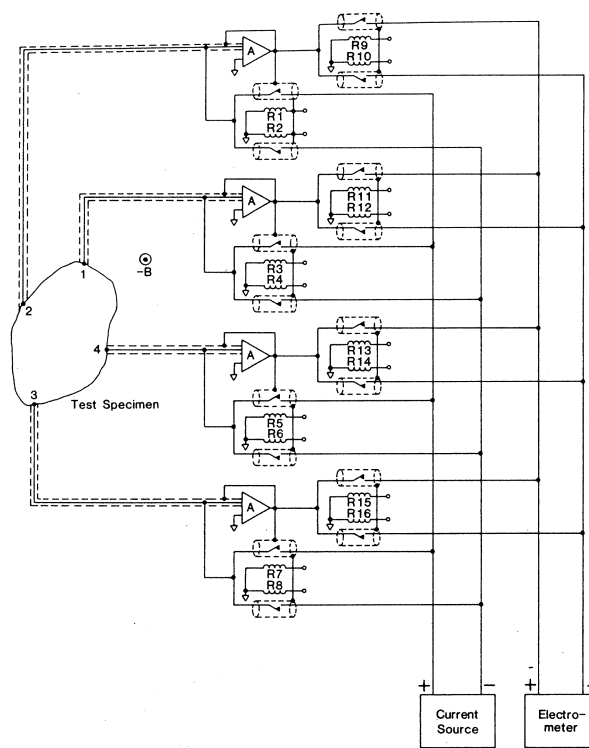 A
R9
R10
R1
R2
A
R11
R12
1
-B
R3
R4
2
4
A
R13
R14
3
Test Specimen
R5
R6
A
R15
R16
R7
R8
+ − + -
Current
Source
Electro-
meter